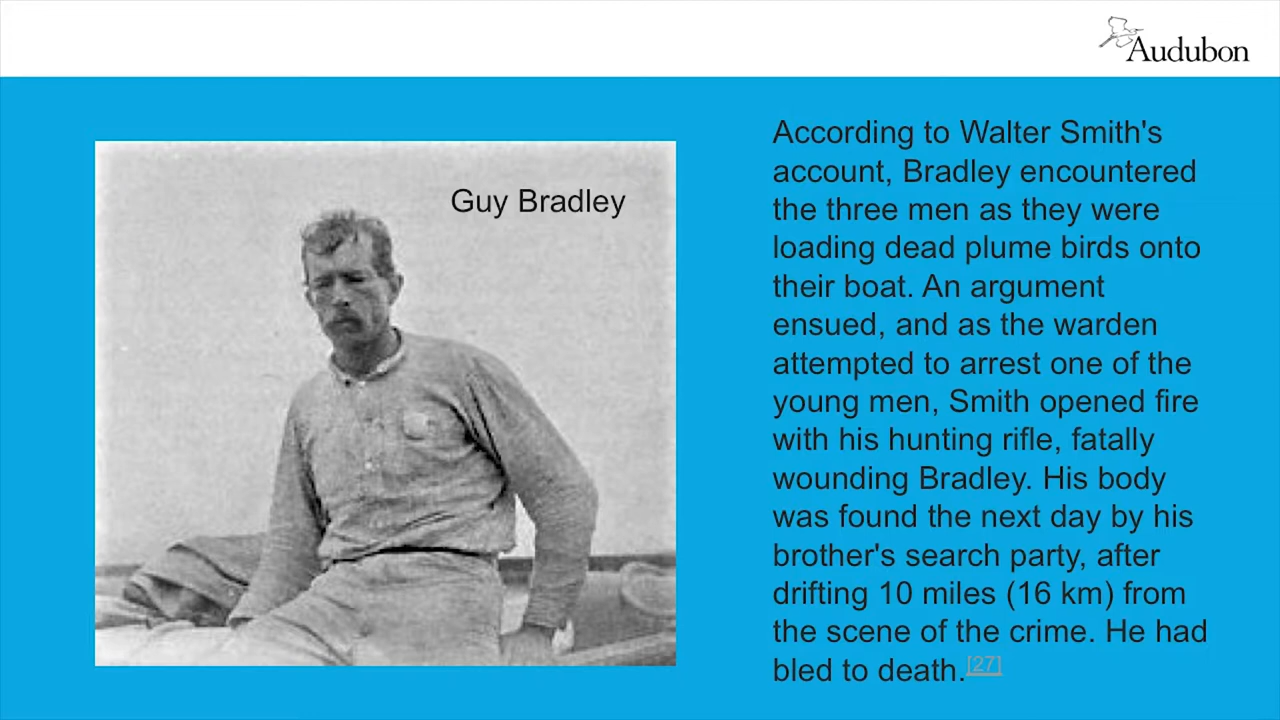 Audubon
Guy Bradley
According to Walter Smith's
account, Bradley encountered
the three men as they were
loading dead plume birds onto
their boat. An argument
ensued, and as the warden
attempted to arrest one of the
young men, Smith opened fire
with his hunting rifle, fatally
wounding Bradley. His body
was found the next day by his
brother's search party, after
drifting 10 miles (16 km) from
the scene of the crime. He had
bled to death.[27]